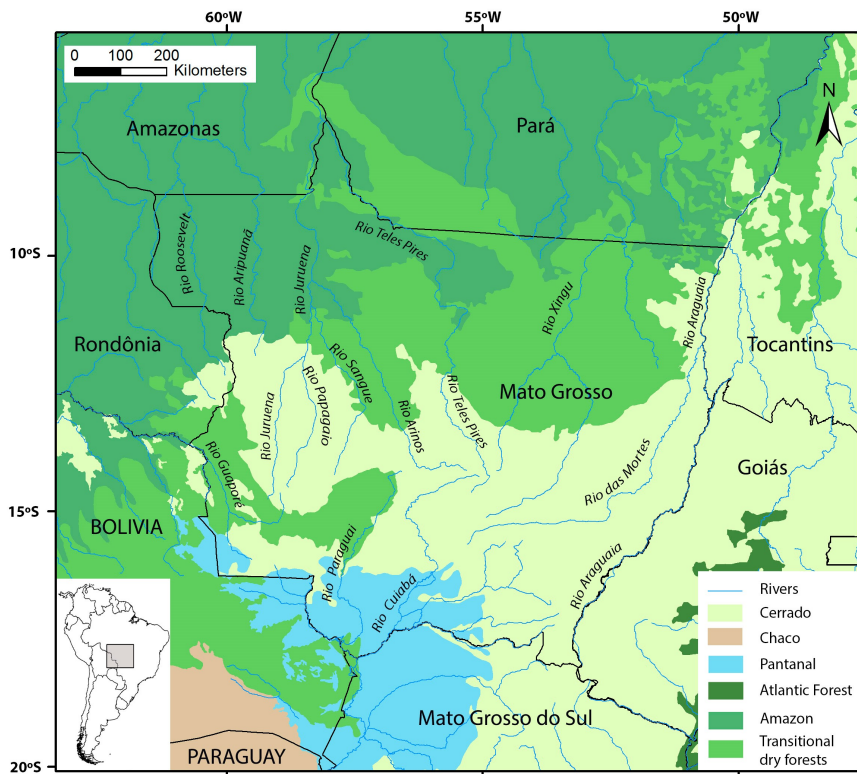 60ºW
55ºW
50ºW
0 100 200
Kilometers
N
Amazonas
Pará
Rio Roosevelt
Rio Aripuanã
Rio Juruena
Rio Teles Pires
10ºS
Rio Xingu
Rio Araguaia
Rondônia
Tocantins
Rio Sangue
Rio Papagaio
Rio Juruena
Rio Arinos
Rio Teles Pires
Mato Grosso
Rio Guaporé
Rio das Mortes
Goiás
15ºS
BOLIVIA
Rio Paraguai
Rio Cuiabá
Rio Araguaia
Rivers
Cerrado
Chaco
Pantanal
Atlantic Forest
Amazon
Transitional
dry forests
Mato Grosso do Sul
PARAGUAY
20ºS